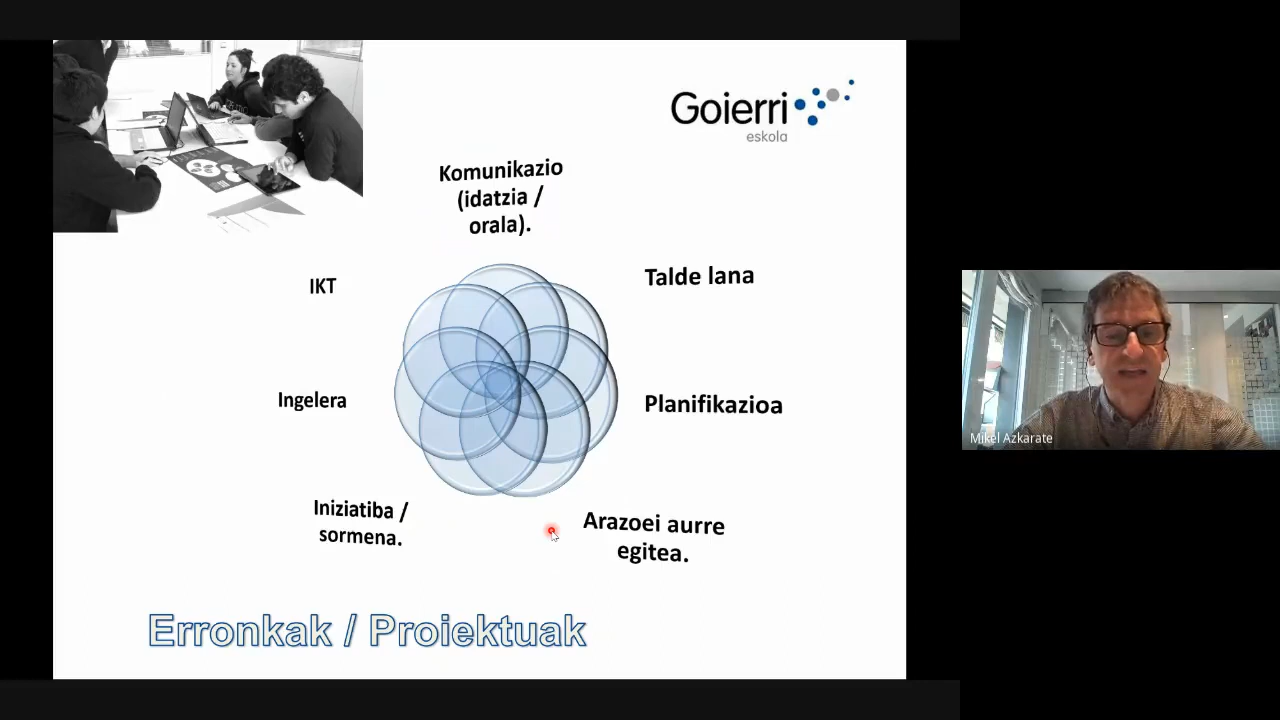 Goierri
eskola
Komunikazio
(idatzia /
orala).
IKT
Talde lana
Ingelera
Planifikazioa
Iniziatiba /
sormena.
Arazoei aurre
egitea.
Erronkak / Proiektuak
Mikel Azkarate